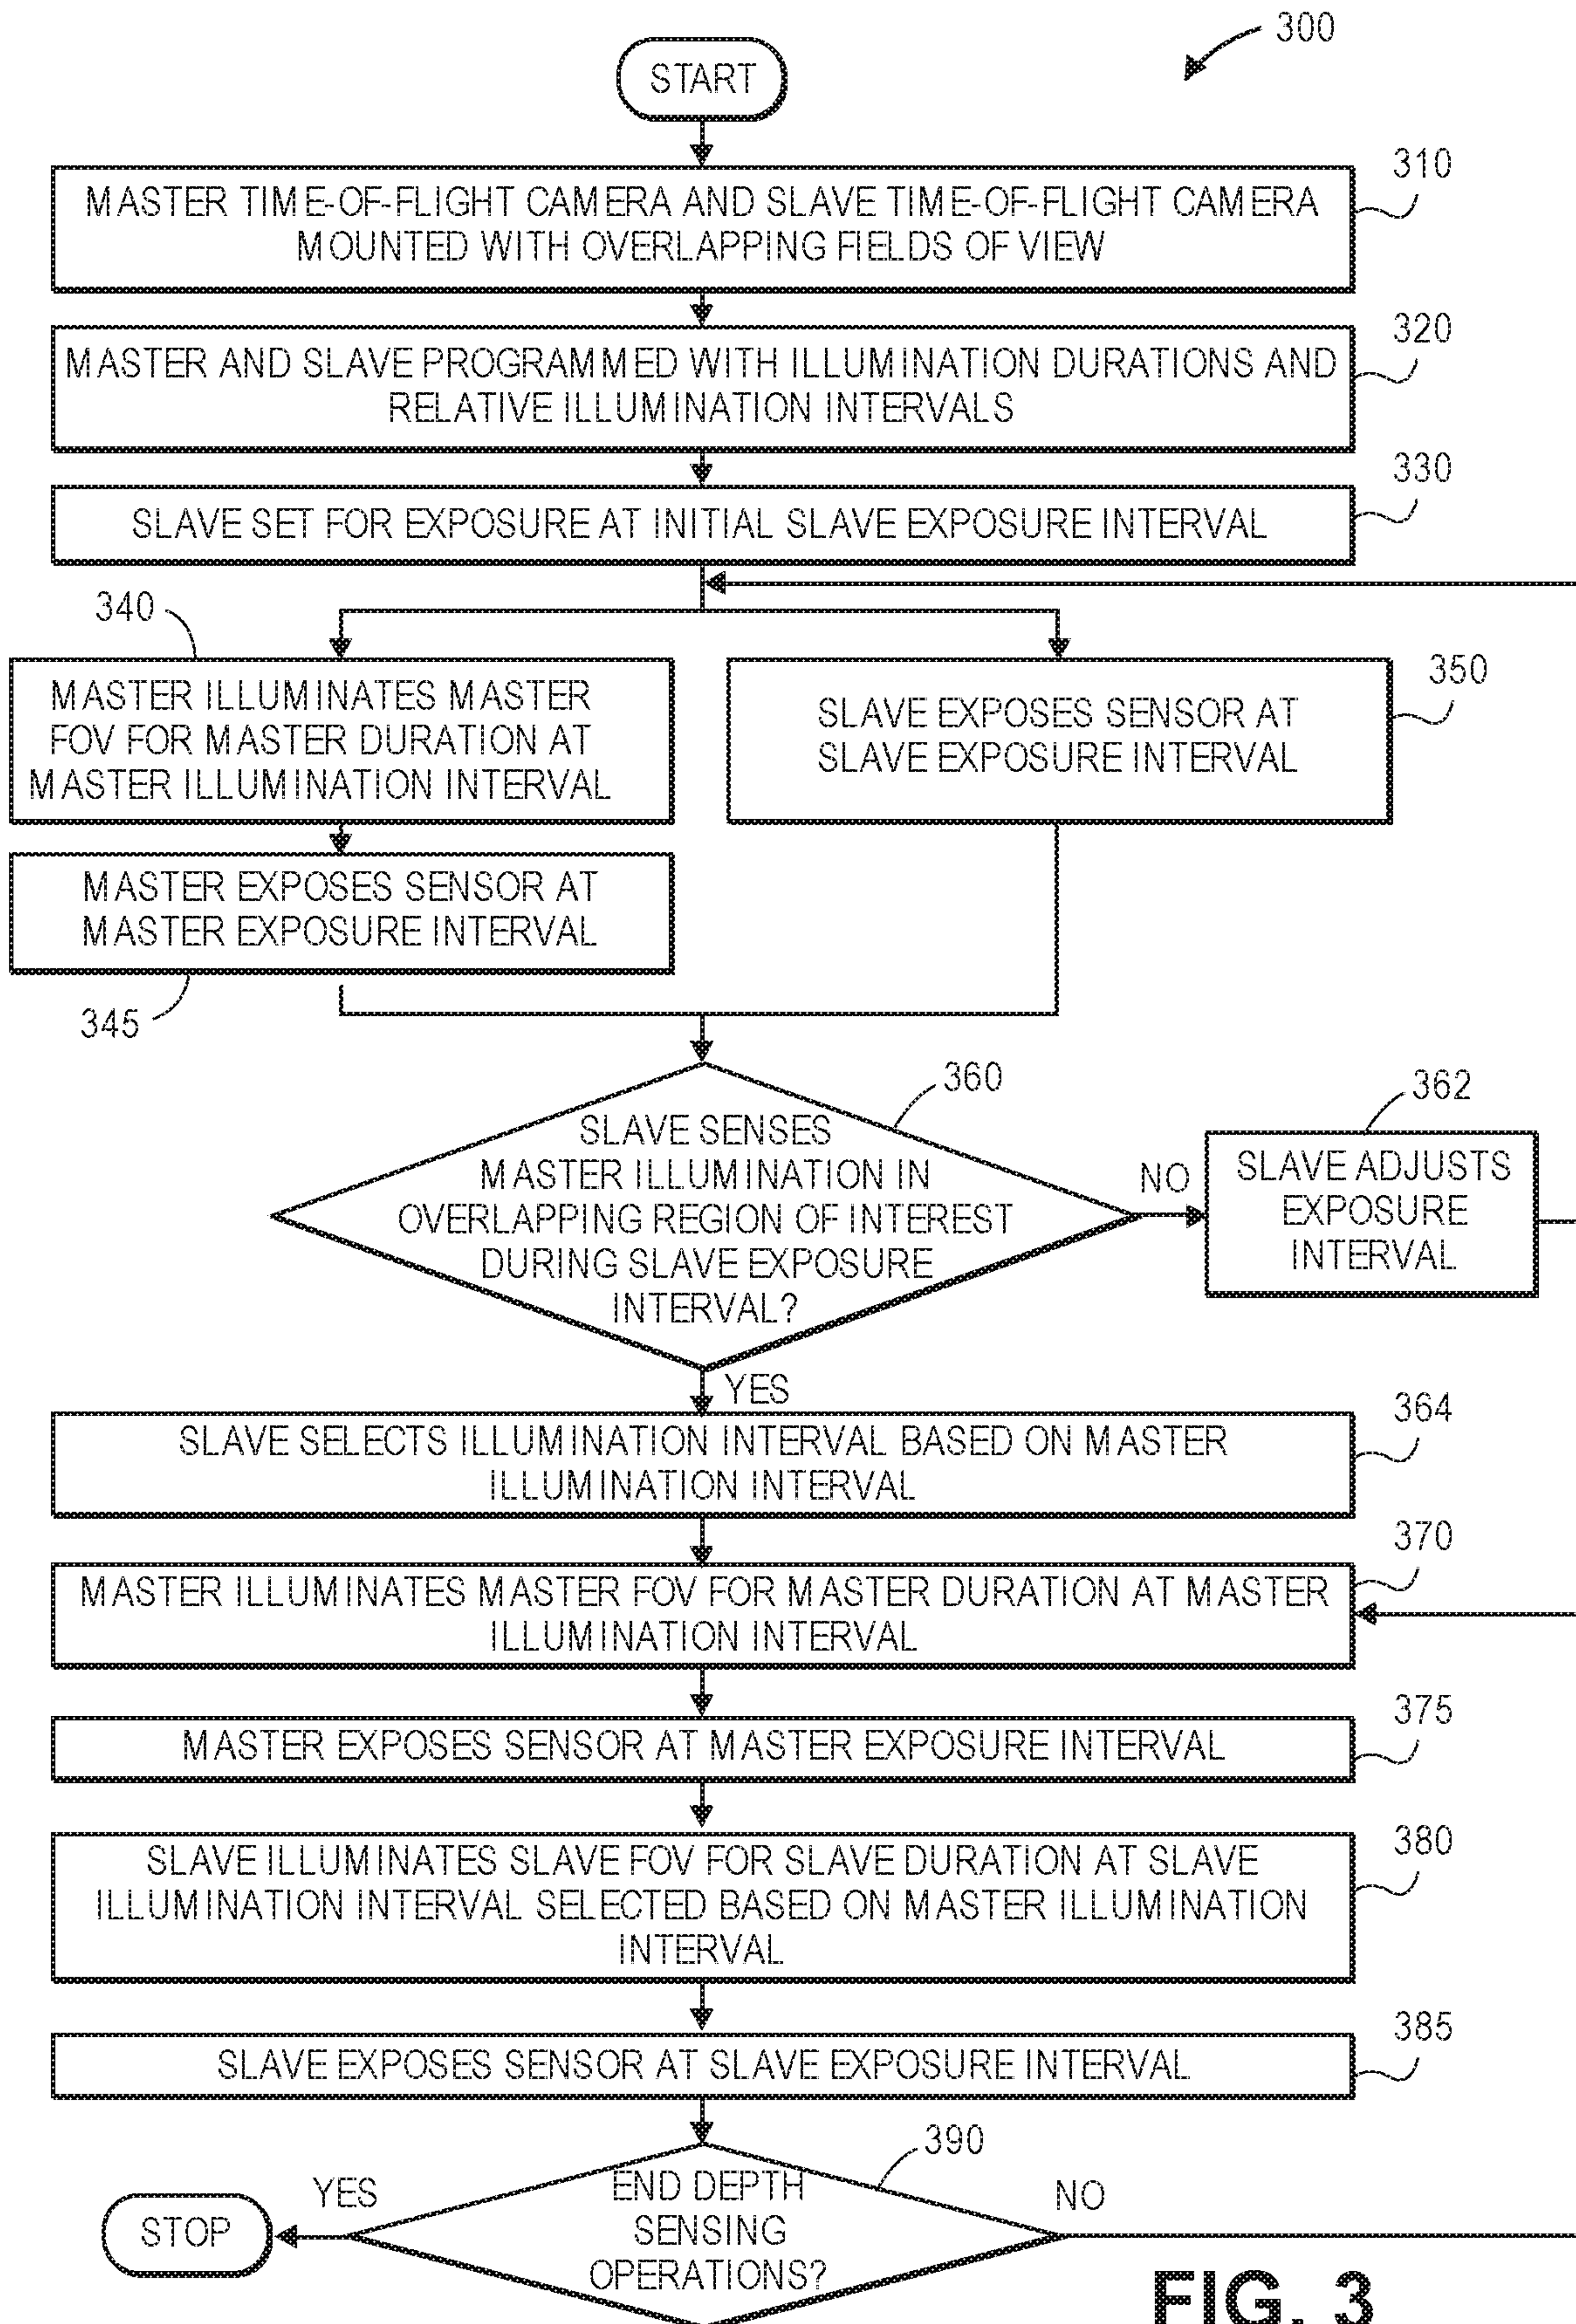 300
START
310
MASTER TIME-OF-FLIGHT CAMERA AND SLAVE TIME-OF-FLIGHT CAMERA
MOUNTED WITH OVERLAPPING FIELDS OF VIEW
320
MASTER AND SLAVE PROGRAMMED WITH ILLUMINATION DURATIONS AND
RELATIVE ILLUMINATION INTERVALS
330
SLAVE SET FOR EXPOSURE AT INITIAL SLAVE EXPOSURE INTERVAL
340
MASTER ILLUMINATES MASTER
FOV FOR MASTER DURATION AT
MASTER ILLUMINATION INTERVAL
350
SLAVE EXPOSES SENSOR AT
SLAVE EXPOSURE INTERVAL
MASTER EXPOSES SENSOR AT
MASTER EXPOSURE INTERVAL
345
360
SLAVE SENSES
MASTER ILLUMINATION IN
OVERLAPPING REGION OF INTEREST
DURING SLAVE EXPOSURE
INTERVAL?
NO
362
SLAVE ADJUSTS
EXPOSURE
INTERVAL
YES
364
SLAVE SELECTS ILLUMINATION INTERVAL BASED ON MASTER
ILLUMINATION INTERVAL
370
MASTER ILLUMINATES MASTER FOV FOR MASTER DURATION AT MASTER
ILLUMINATION INTERVAL
375
MASTER EXPOSES SENSOR AT MASTER EXPOSURE INTERVAL
380
SLAVE ILLUMINATES SLAVE FOV FOR SLAVE DURATION AT SLAVE
ILLUMINATION INTERVAL SELECTED BASED ON MASTER ILLUMINATION
INTERVAL
385
SLAVE EXPOSES SENSOR AT SLAVE EXPOSURE INTERVAL
390
END DEPTH
SENSING
OPERATIONS?
YES
STOP
NO
FIG. 3